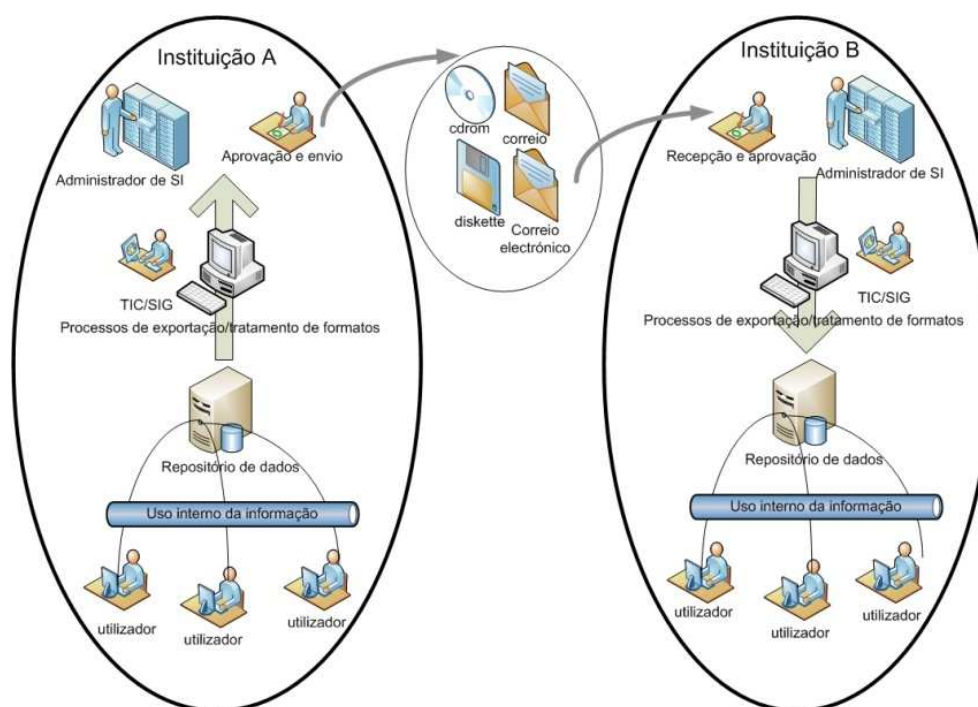 Instituição A
Aprovação e envio
Administrador de SI
TIC/SIG
Processos de exportação/tratamento de formatos
Repositório de dados
Uso interno da informação
utilizador
utilizador
utilizador
cdrom
correio
diskette
Correio
electrónico
Instituição B
Recepção e aprovação
Administrador de SI
TIC/SIG
Processos de exportação/tratamento de formatos
Repositório de dados
Uso interno da informação
utilizador
utilizador
utilizador